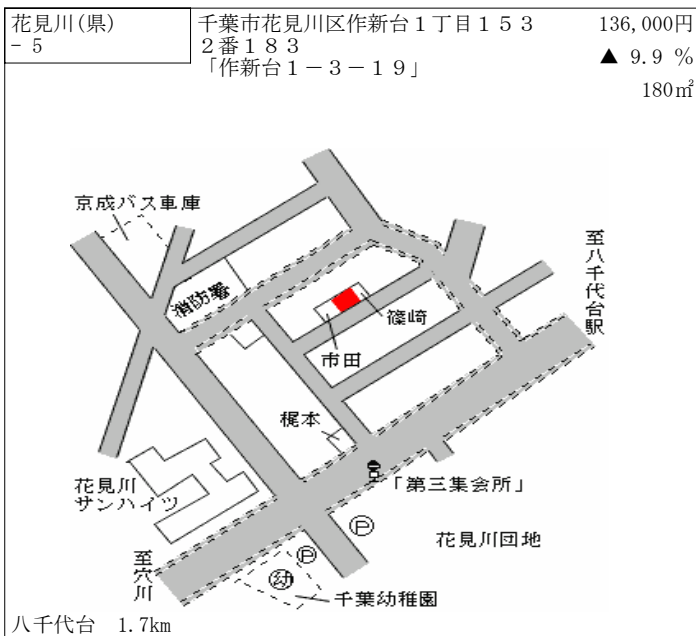 花見川(県)
- 5
千葉市花見川区作新台１丁目１５３
２番１８３
「作新台１－３－１９」
136,000円
▲ 9.9 %
180㎡
京成バス車庫
消防署
至八千代台駅
篠崎
市田
梶本
「第三集会所」
花見川
サンハイツ
花見川団地
至穴川
Ⓟ
Ⓟ
幼
千葉幼稚園
八千代台　1.7km